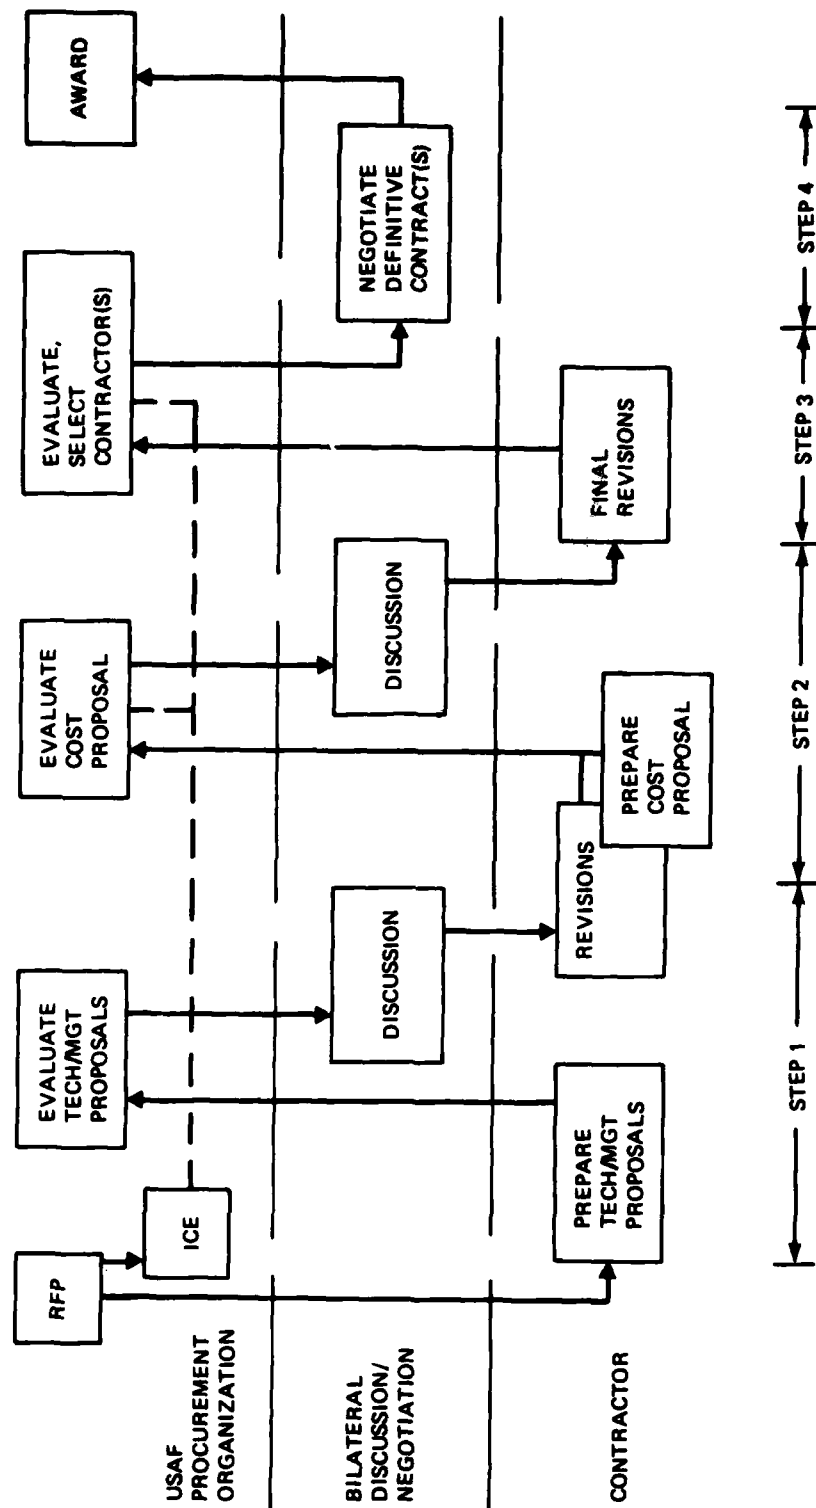 USAF
PROCUREMENT
ORGANIZATION
RFP
ICE
EVALUATE
TECH/MGT
PROPOSALS
EVALUATE
COST
PROPOSAL
EVALUATE,
SELECT
CONTRACTOR(S)
AWARD
BILATERAL
DISCUSSION/
NEGOTIATION
DISCUSSION
DISCUSSION
NEGOTIATE
DEFINITIVE
CONTRACT(S)
CONTRACTOR
PREPARE
TECH/MGT
PROPOSALS
REVISIONS
PREPARE
COST
PROPOSAL
FINAL
REVISIONS
STEP 1
STEP 2
STEP 3
STEP 4